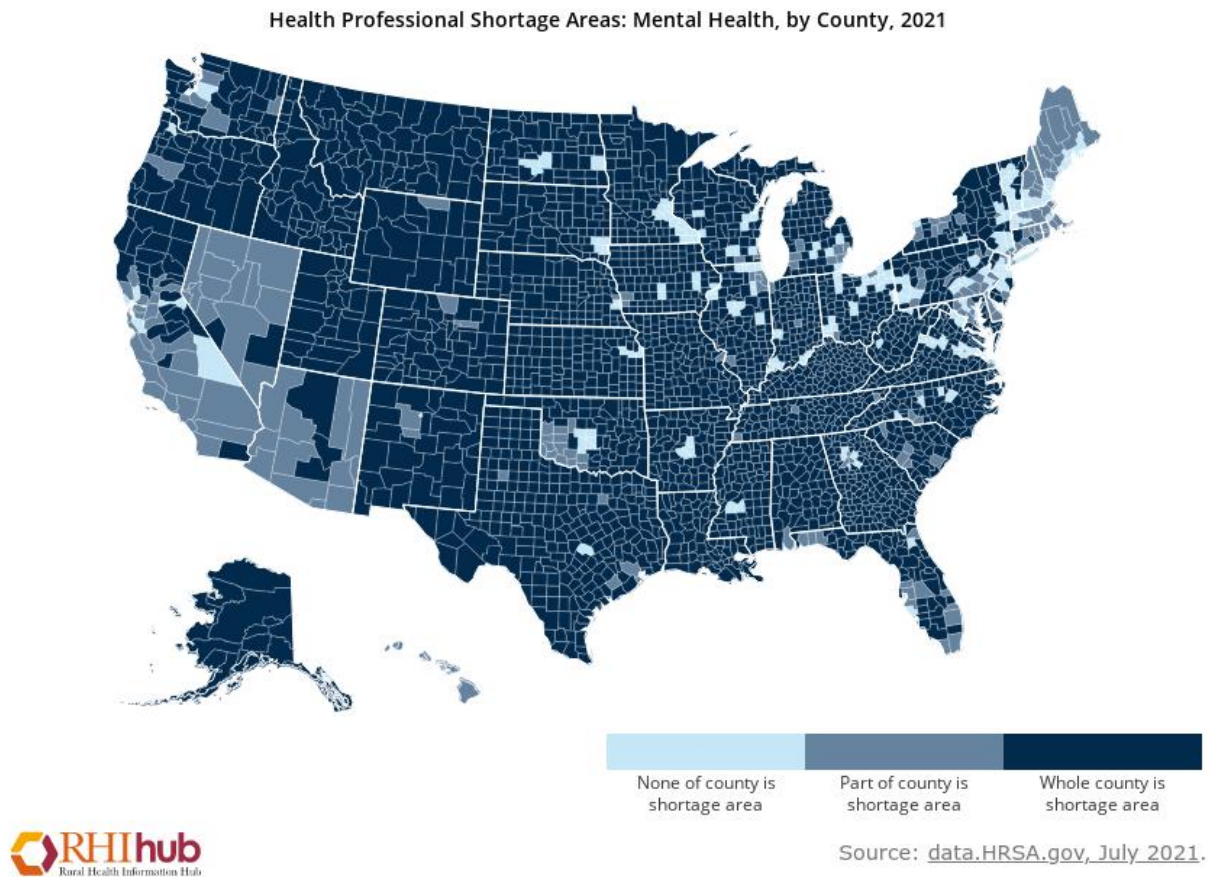 Health Professional Shortage Areas: Mental Health, by County, 2021
None of county is
shortage area
Part of county is
shortage area
Whole county is
shortage area
RHIhub
Rural Health Information Hub
Source: data.HRSA.gov, July 2021.